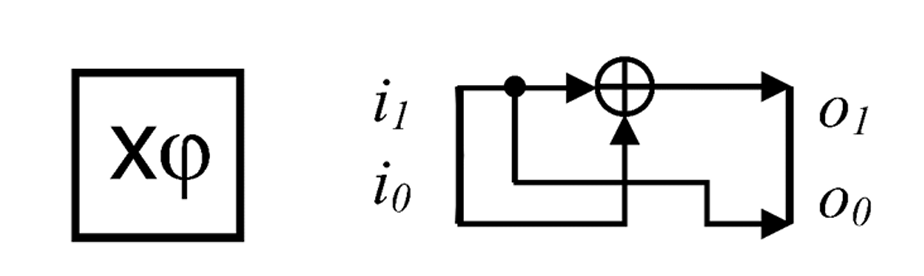 xφ
i₁
i₀
o₁
o₀